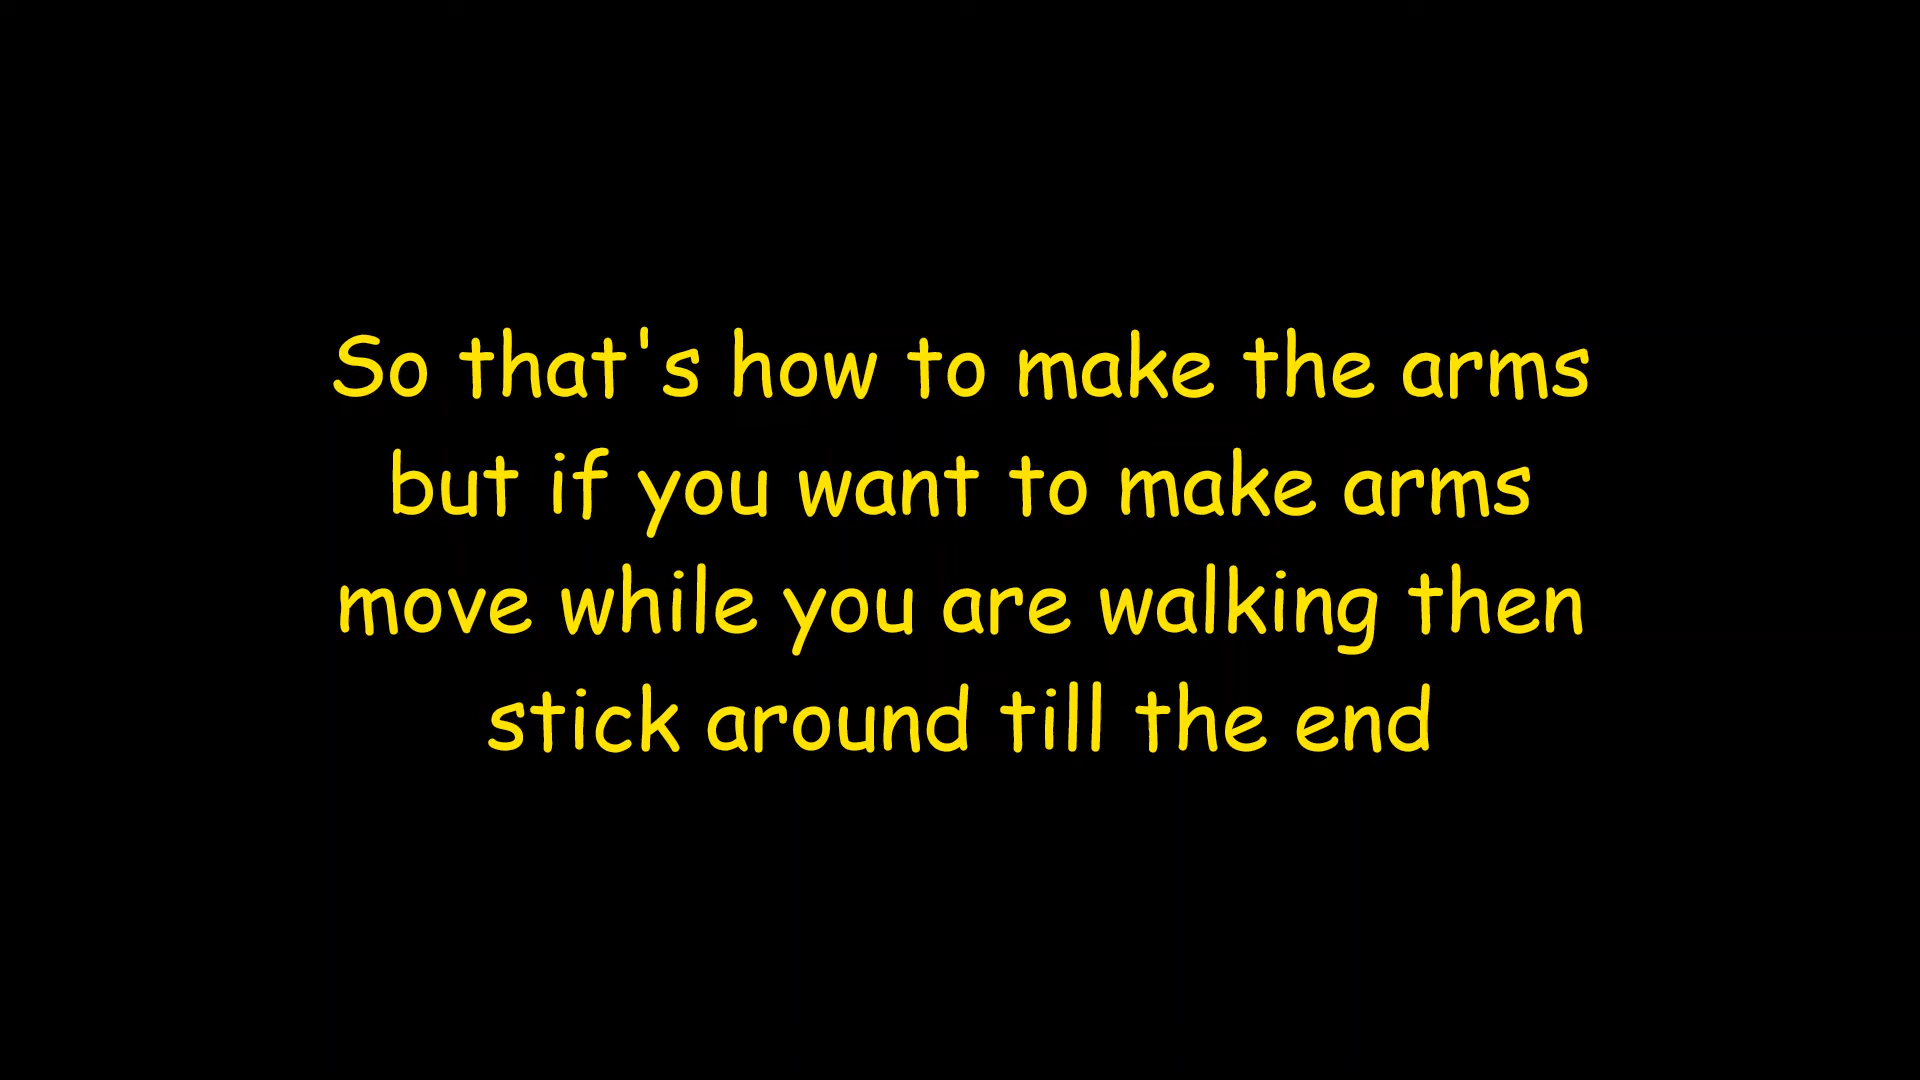 So that's how to make the arms
but if you want to make arms
move while you are walking then
stick around till the end